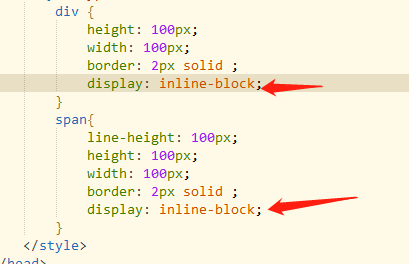 div {
height: 100px;
width: 100px;
border: 2px solid ;
display: inline-block;
}
span{
line-height: 100px;
height: 100px;
width: 100px;
border: 2px solid ;
display: inline-block;
}
</style>
/head>